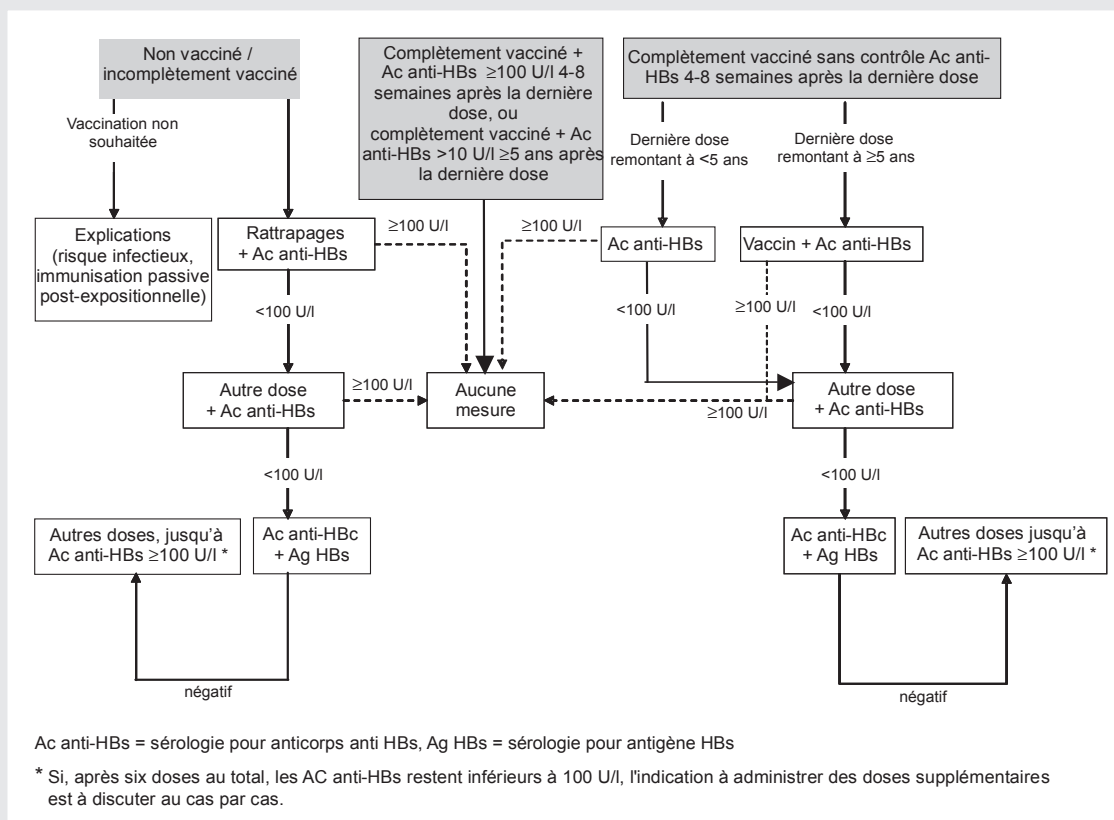 Non vacciné /
incomplètement vacciné
Complètement vacciné +
Ac anti-HBs ≥100 U/l 4-8
semaines après la dernière
dose, ou
complètement vacciné + Ac
anti-HBs >10 U/l ≥5 ans après
la dernière dose
Complètement vacciné sans contrôle Ac anti-
HBs 4-8 semaines après la dernière dose
Vaccination non
souhaitée
Dernière dose
remontant à <5 ans
Dernière dose
remontant à ≥5 ans
Explications
(risque infectieux,
immunisation passive
post-expositionnelle)
Rattrapages
+ Ac anti-HBs
≥100 U/l
≥100 U/l
Ac anti-HBs
Vaccin + Ac anti-HBs
<100 U/l
<100 U/l
≥100 U/l
<100 U/l
Autre dose
+ Ac anti-HBs
≥100 U/l
Aucune
mesure
≥100 U/l
Autre dose
+ Ac anti-HBs
<100 U/l
<100 U/l
Autres doses, jusqu'à
Ac anti-HBs ≥100 U/l *
Ac anti-HBc
+ Ag HBs
Ac anti-HBc
+ Ag HBs
Autres doses jusqu'à
Ac anti-HBs ≥100 U/l *
négatif
négatif
Ac anti-HBs = sérologie pour anticorps anti HBs, Ag HBs = sérologie pour antigène HBs
* Si, après six doses au total, les AC anti-HBs restent inférieurs à 100 U/l, l'indication à administrer des doses supplémentaires
est à discuter au cas par cas.